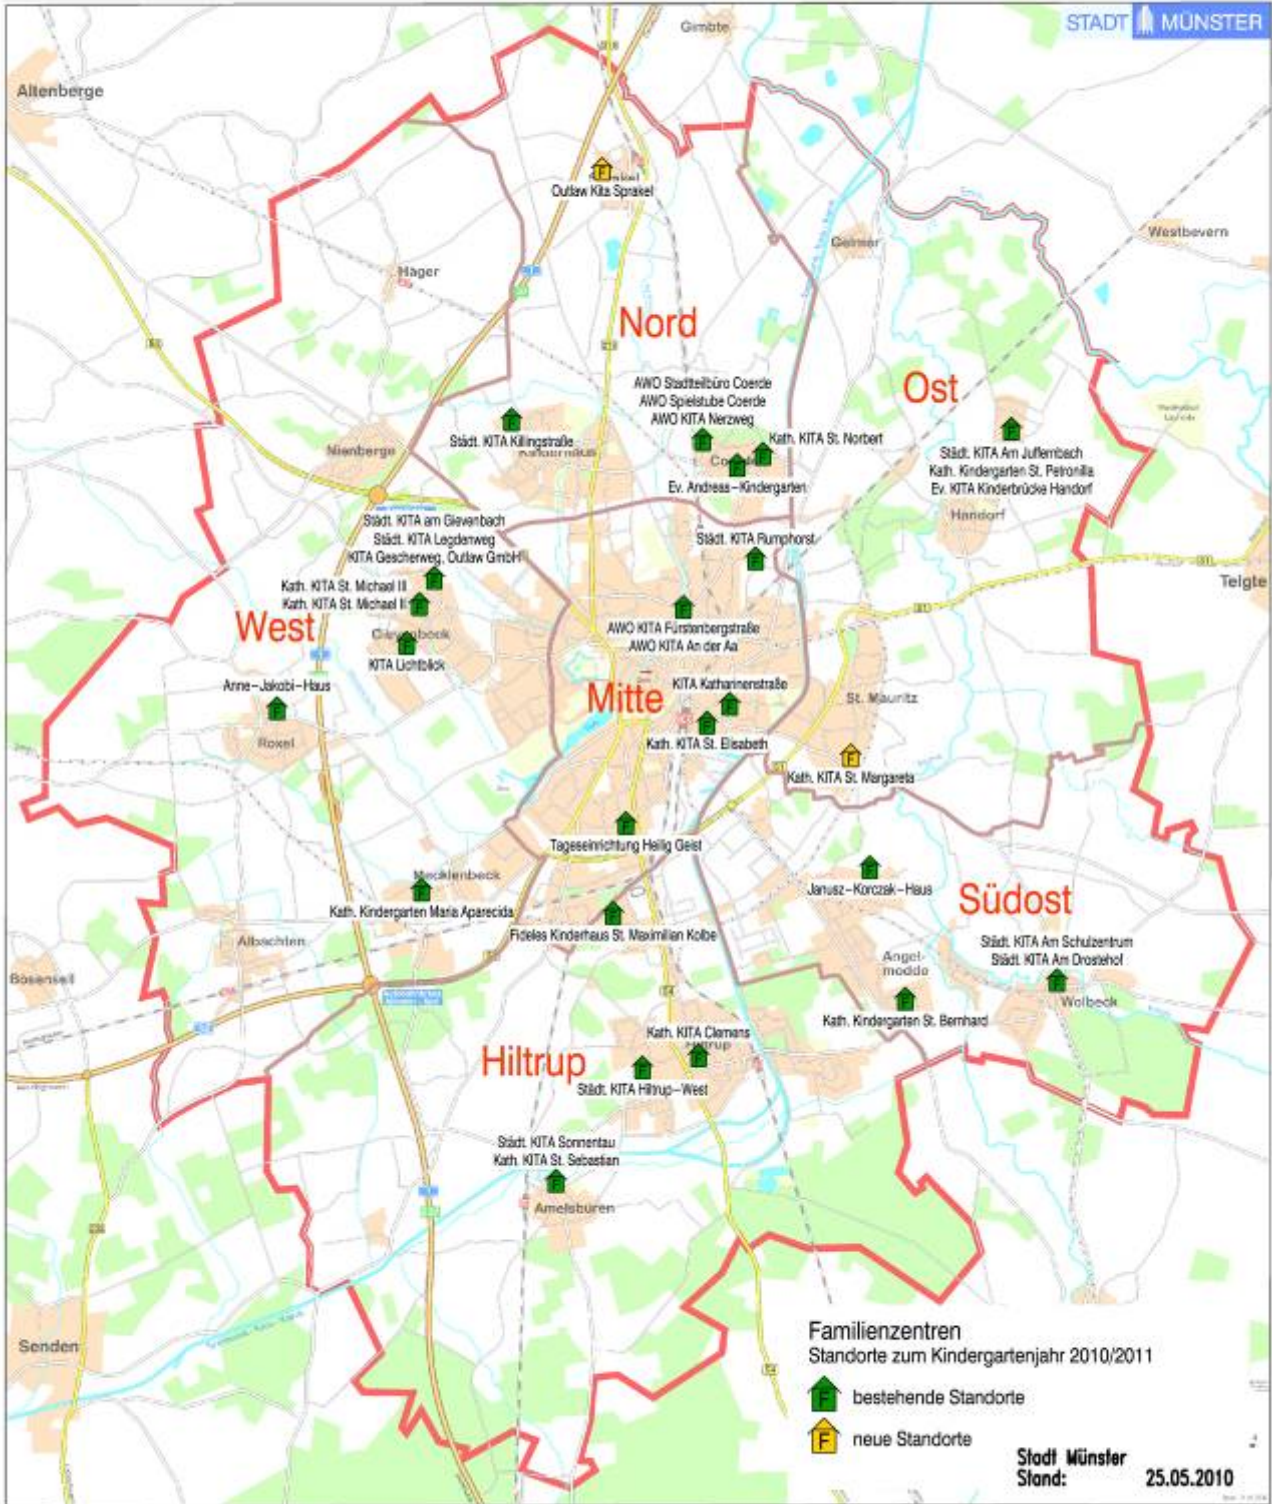 STADT MÜNSTER
Gimbte
Altenberge
Outlaw Kita Sprakel
Westbevern
Gelmer
Häger
Nord
AWO Stadtteilbüro Coerde
AWO Spielstube Coerde
AWO KITA Nerzweg
Ost
Städt. KITA Killingstraße
Kath. KITA St. Norbert
Ev. Andreas-Kindergarten
Städt. KITA Am Juffernbach
Kath. Kindergarten St. Petronilla
Ev. KITA Kinderbrücke Handorf
Nienberge
Handorf
Städt. KITA am Gievenbach
Städt. KITA Legdenweg
KITA Gescherweg, Outlaw GmbH
Städt. KITA Rumphorst
Telgte
Kath. KITA St. Michael III
Kath. KITA St. Michael II
West
KITA Lichtblick
AWO KITA Fürstenbergstraße
AWO KITA An der Aa
Anne-Jakobi-Haus
Roxel
Mitte
KITA Katharinenstraße
Kath. KITA St. Elisabeth
St. Mauritz
Kath. KITA St. Margareta
Tageseinrichtung Heilig Geist
Mecklenbeck
Kath. Kindergarten Maria Aparecida
Janusz-Korczak-Haus
Südost
Fideles Kinderhaus St. Maximilian Kolbe
Albachten
Bösensell
Städt. KITA Am Schulzentrum
Städt. KITA Am Drostehof
Angel-
modde
Wolbeck
Kath. Kindergarten St. Bernhard
Hiltrup
Kath. KITA Clemens
Städt. KITA Hiltrup-West
Städt. KITA Sonnentau
Kath. KITA St. Sebastian
Amelsbüren
Senden
Familienzentren
Standorte zum Kindergartenjahr 2010/2011
F bestehende Standorte
F neue Standorte
Stadt Münster
Stand: 25.05.2010